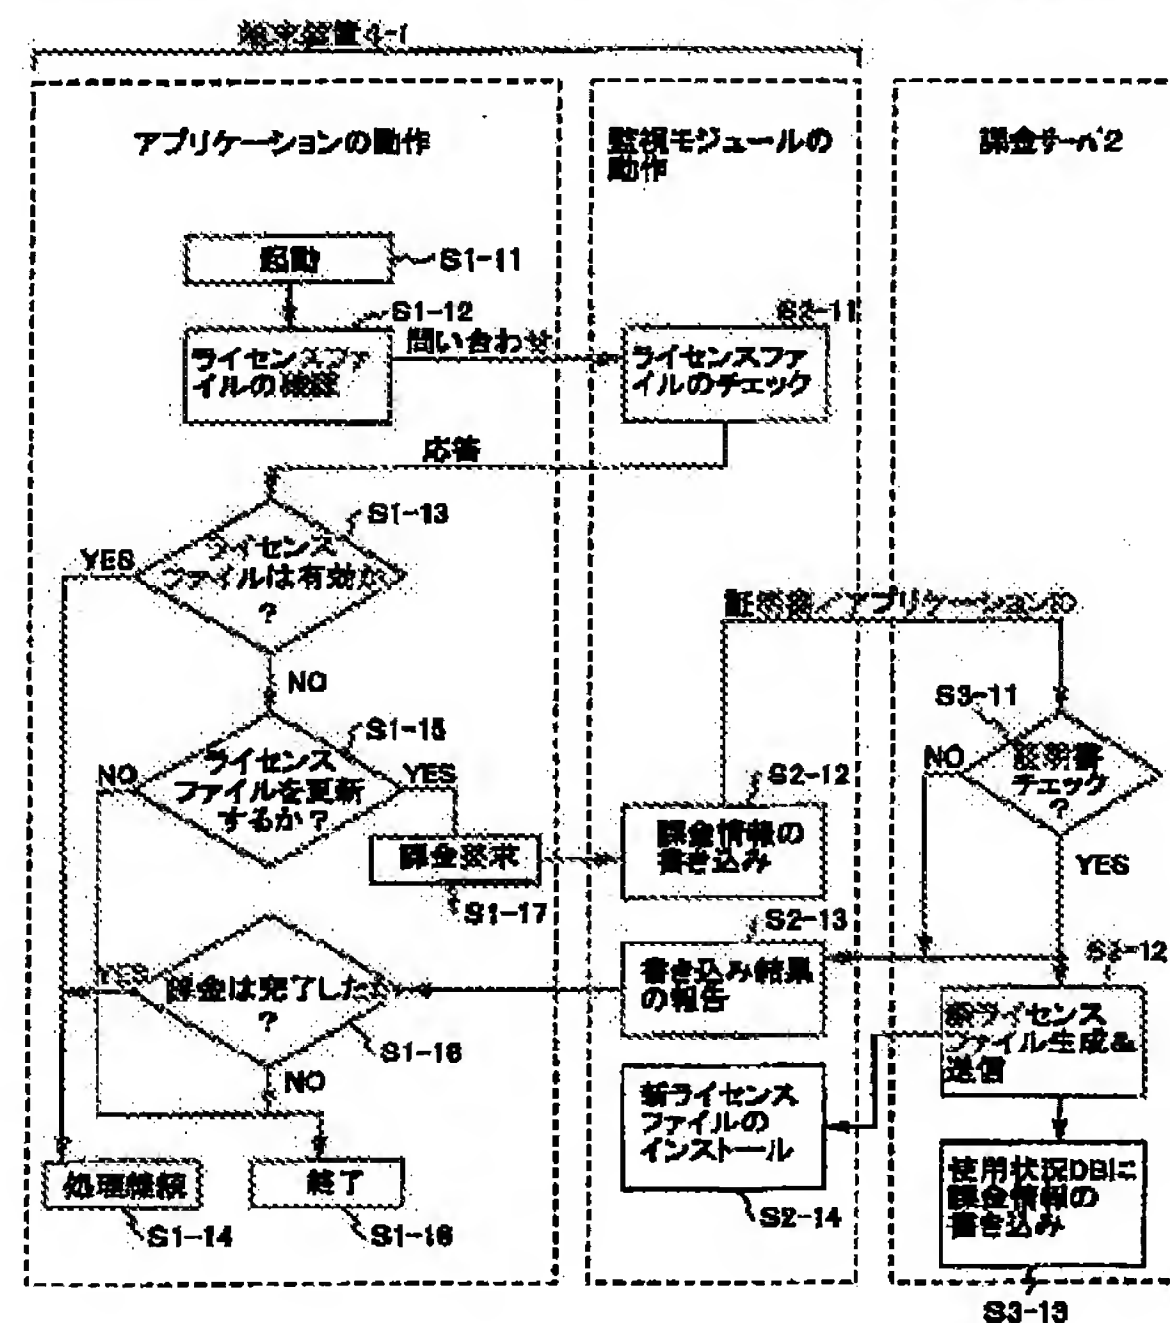 アプリケーションの動作
監視モジュールの
動作
課金サーバ2
起動
S1-11
S1-12
問い合わせ
S2-11
ライセンスファ
イルの確認
ライセンスファ
イルのチェック
応答
S1-13
YES
ライセンス
ファイルは有効か
?
NO
S1-15
NO
ライセンス
ファイルを更新
するか?
YES
課金要求
S1-17
証明書/アプリケーションID
S3-11
NO
証明書
チェック
?
YES
S2-12
課金情報の
書き込み
S2-13
書き込み結果
の報告
YES
課金は完了したか
?
NO
S3-12
新ライセンス
ファイル生成&
送信
新ライセンス
ファイルの
インストール
S2-14
処理継続
S1-14
終了
S1-16
使用状況DBに
課金情報の
書き込み
S3-13